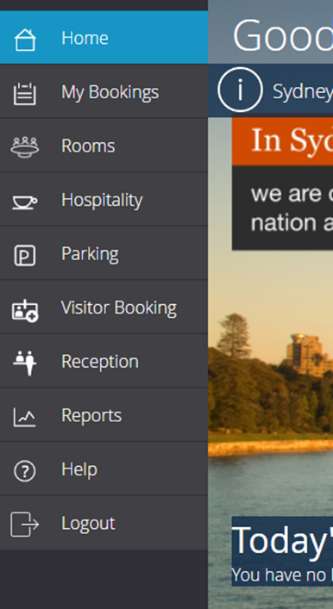 Home
My Bookings
Rooms
Hospitality
P
Parking
Visitor Booking
Reception
Reports
?
Help
Logout
Good
i
Sydney
In Syd
we are
nation a
Today'
You have no